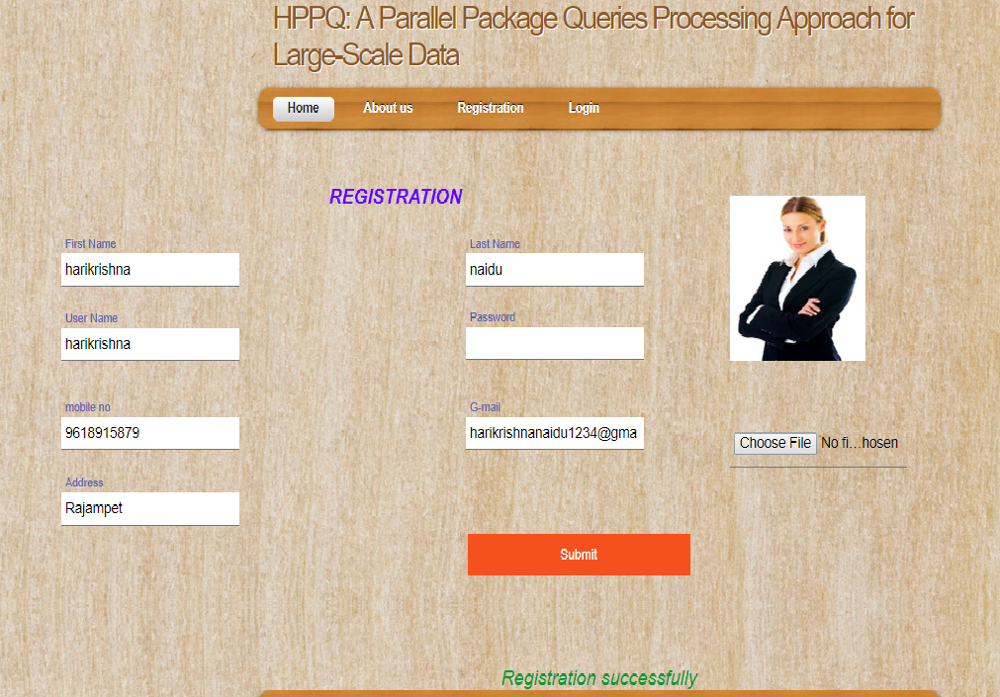 HPPQ: A Parallel Package Queries Processing Approach for
Large-Scale Data
Home About us Registration Login
REGISTRATION
First Name Last Name
harikrishna naidu
User Name Password
harikrishna
mobile no G-mail
9618915879 harikrishnanaidu1234@gma
Choose File No fi…hosen
Address
Rajampet
Submit
Registration successfully